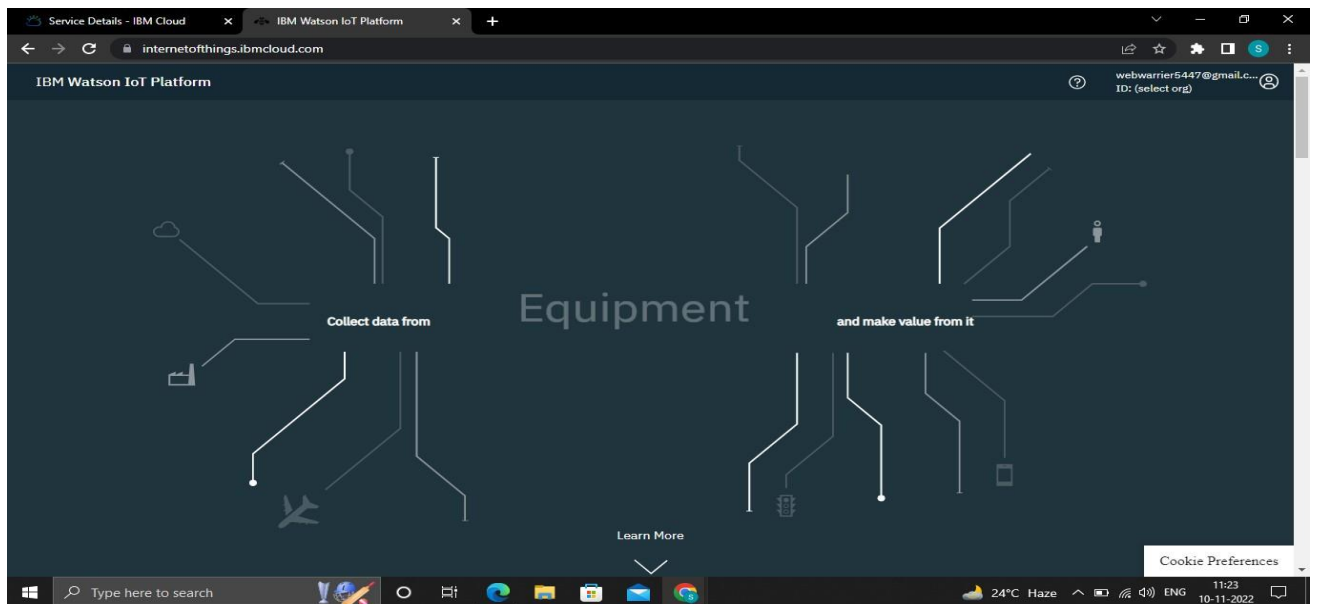 Service Details - IBM Cloud
IBM Watson IoT Platform
internetofthings.ibmcloud.com
S
IBM Watson IoT Platform
webwarrier5447@gmail.c...
ID: (select org)
Collect data from
Equipment
and make value from it
Learn More
Cookie Preferences
Type here to search
24°C Haze
ENG
11:23
10-11-2022